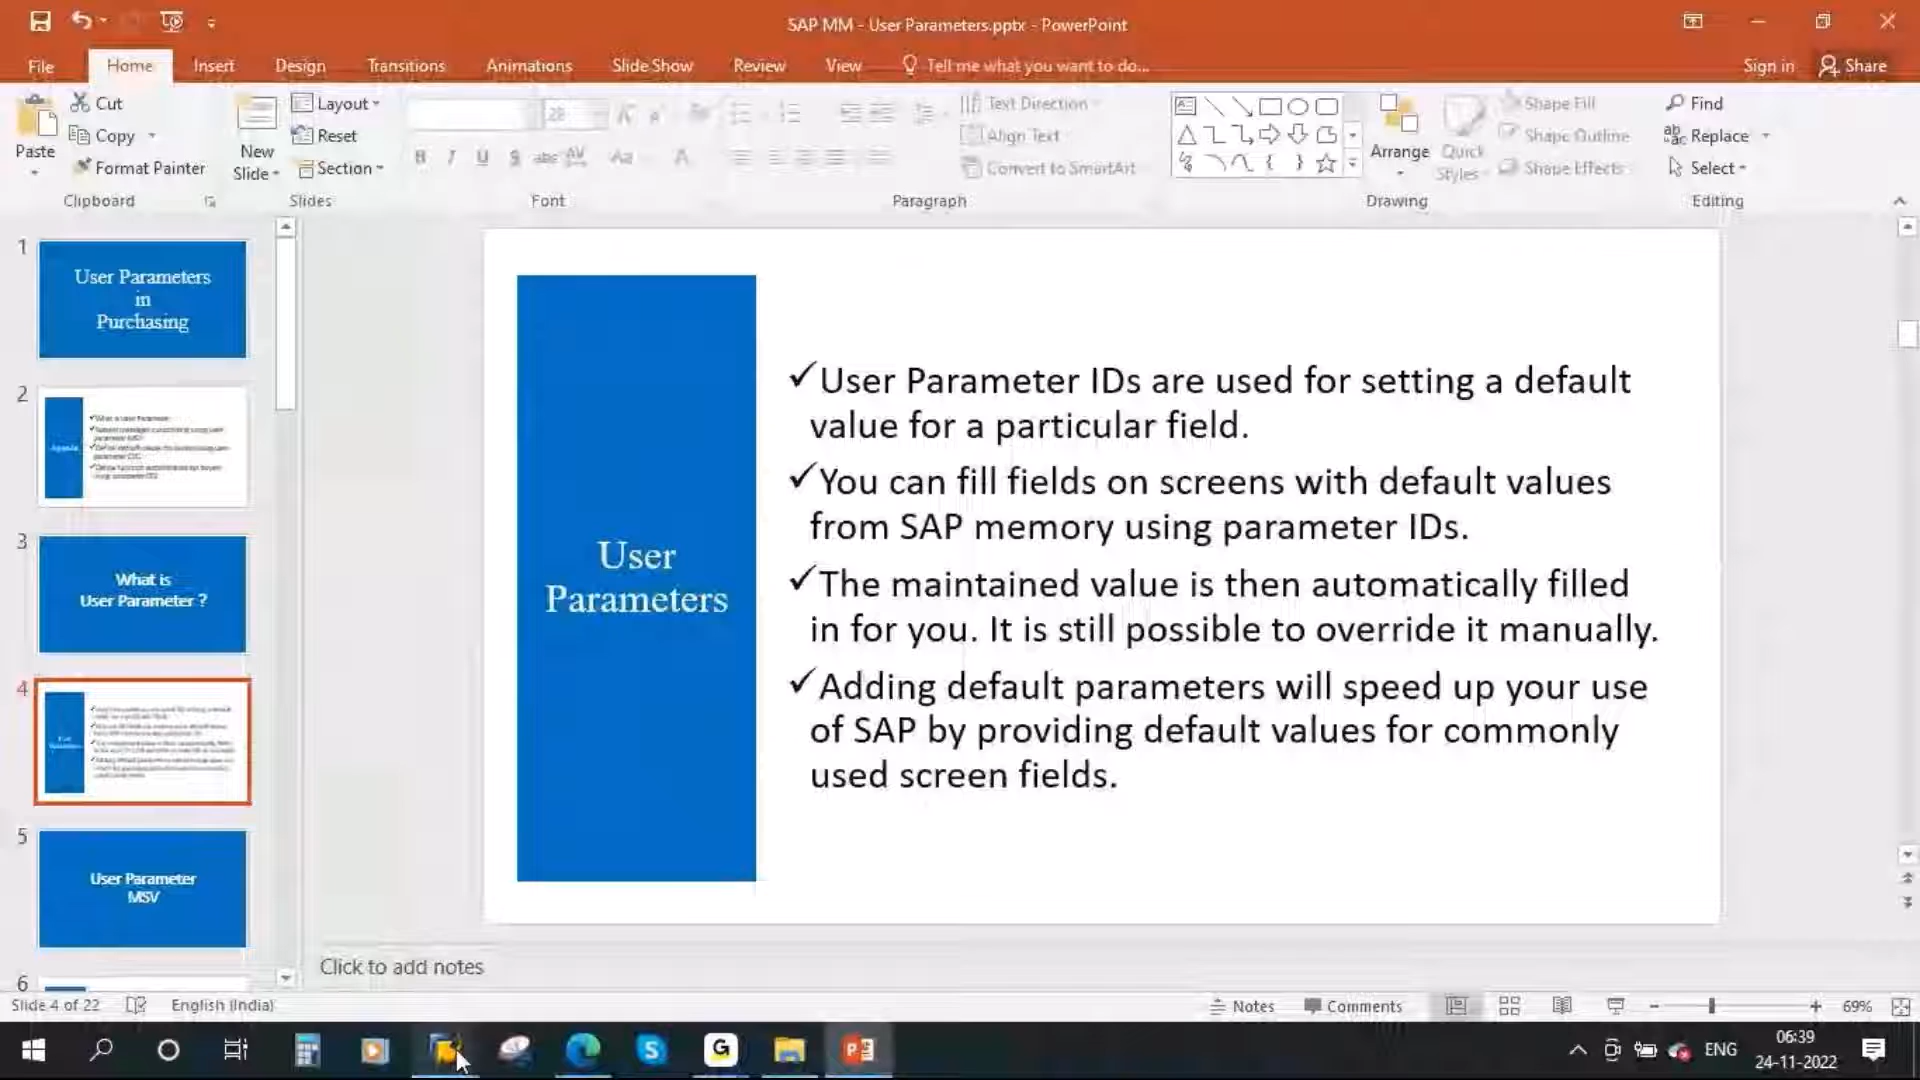 SAP MM - User Parameters.pptx - PowerPoint
File Home Insert Design Transitions Animations Slide Show Review View Tell me what you want to do... Sign in Share
Cut
Copy
Format Painter
Paste
Clipboard
New
Slide
Layout
Reset
Section
Slides
28
Font
Text Direction
Align Text
Convert to SmartArt
Paragraph
Arrange
Quick
Styles
Shape Fill
Shape Outline
Shape Effects
Drawing
Find
Replace
Select
Editing
1
User Parameters
in
Purchasing
2
3
What is
User Parameter ?
4
5
User Parameter
MSV
6
User
Parameters
✓User Parameter IDs are used for setting a default
value for a particular field.
✓You can fill fields on screens with default values
from SAP memory using parameter IDs.
✓The maintained value is then automatically filled
in for you. It is still possible to override it manually.
✓Adding default parameters will speed up your use
of SAP by providing default values for commonly
used screen fields.
Click to add notes
Slide 4 of 22 English (India) Notes Comments 69%
ENG
06:39
24-11-2022